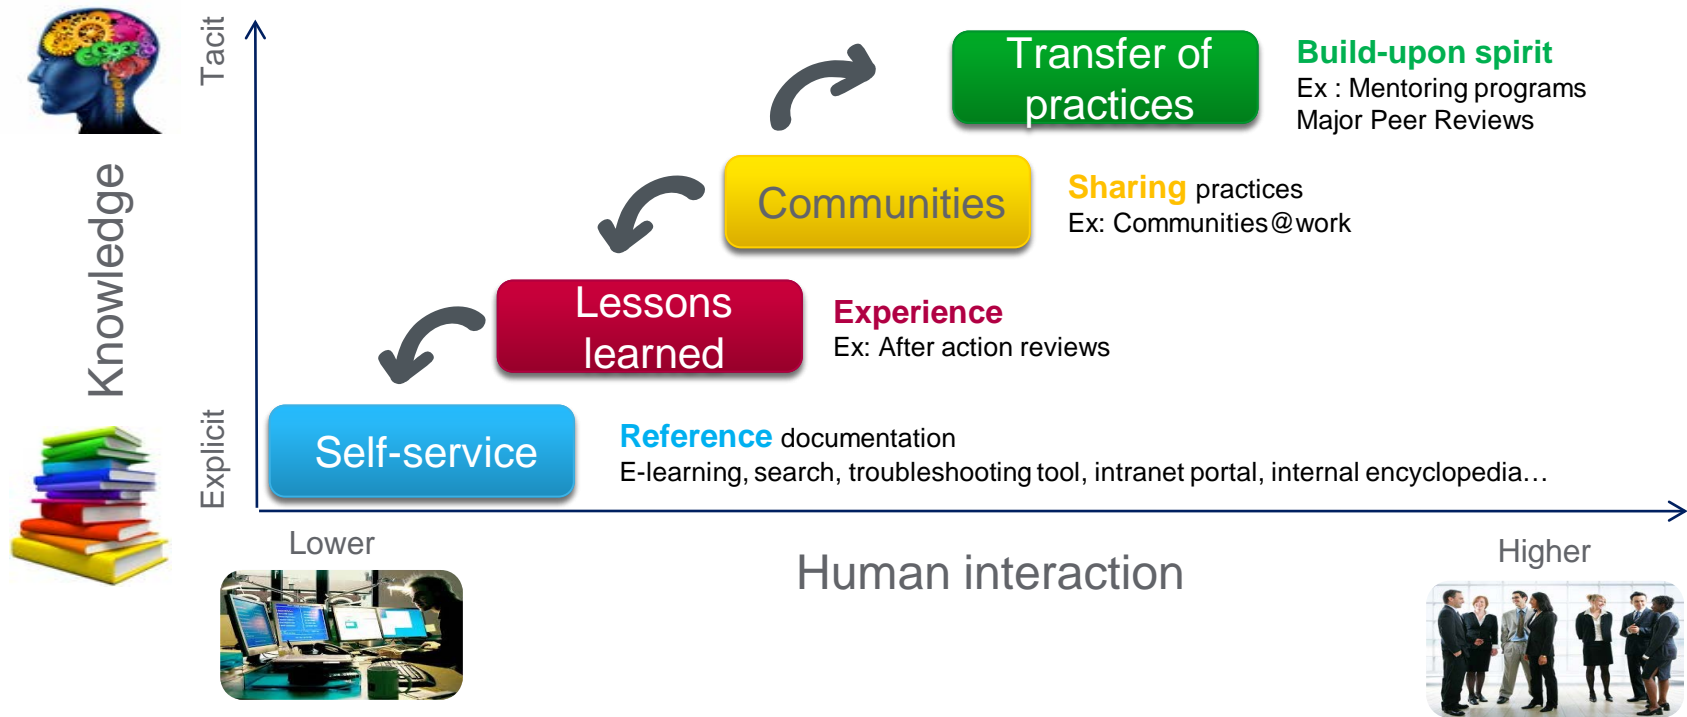 Tacit
Transfer of
practices
Build-upon spirit
Ex : Mentoring programs
Major Peer Reviews
Communities
Sharing practices
Ex: Communities@work
Knowledge
Lessons
learned
Experience
Ex: After action reviews
Explicit
Self-service
Reference documentation
E-learning, search, troubleshooting tool, intranet portal, internal encyclopedia…
Lower
Human interaction
Higher